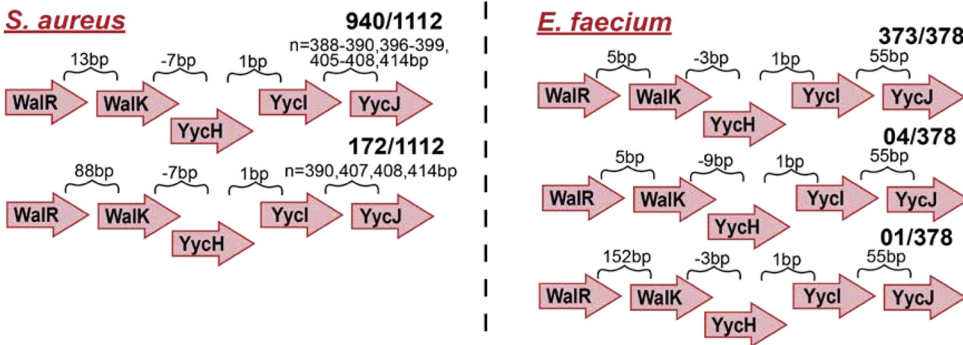 S. aureus
940/1112
n=388-390,396-399,
405-408,414bp
13bp -7bp 1bp
WalR WalK YycI YycJ
YycH
172/1112
88bp -7bp 1bp n=390,407,408,414bp
WalR WalK YycI YycJ
YycH
E. faecium
373/378
5bp -3bp 1bp 55bp
WalR WalK YycI YycJ
YycH
04/378
5bp -9bp 1bp 55bp
WalR WalK YycI YycJ
YycH
01/378
152bp -3bp 1bp 55bp
WalR WalK YycI YycJ
YycH